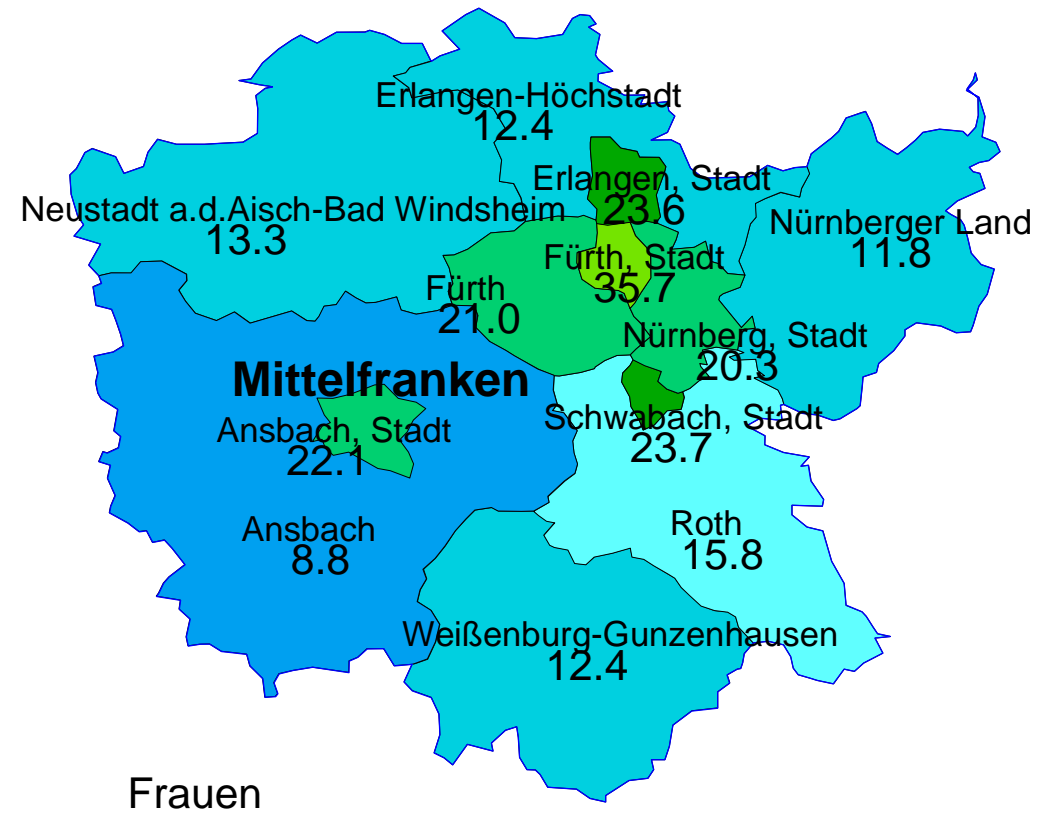 Erlangen-Höchstadt
12.4
Erlangen, Stadt
23.6
Neustadt a.d.Aisch-Bad Windsheim
13.3
Nürnberger Land
11.8
Fürth, Stadt
35.7
Fürth
21.0
Nürnberg, Stadt
20.3
Mittelfranken
Ansbach, Stadt
22.1
Schwabach, Stadt
23.7
Ansbach
8.8
Roth
15.8
Weißenburg-Gunzenhausen
12.4
Frauen